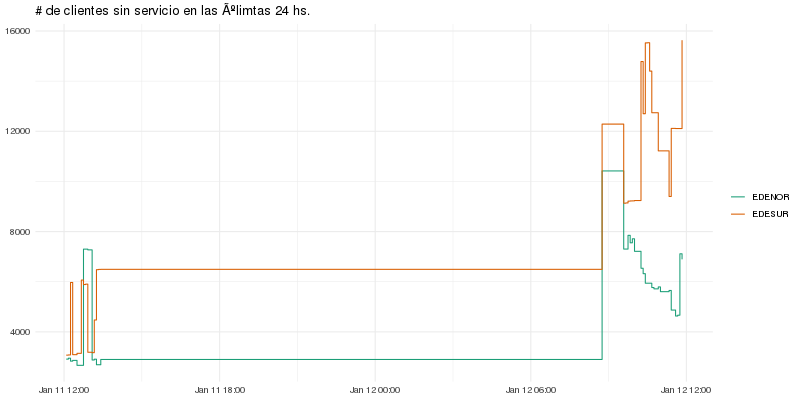 # de clientes sin servicio en las Ãºlimtas 24 hs.
16000
12000
8000
4000
Jan 11 12:00
Jan 11 18:00
Jan 12 00:00
Jan 12 06:00
Jan 12 12:00
EDENOR
EDESUR